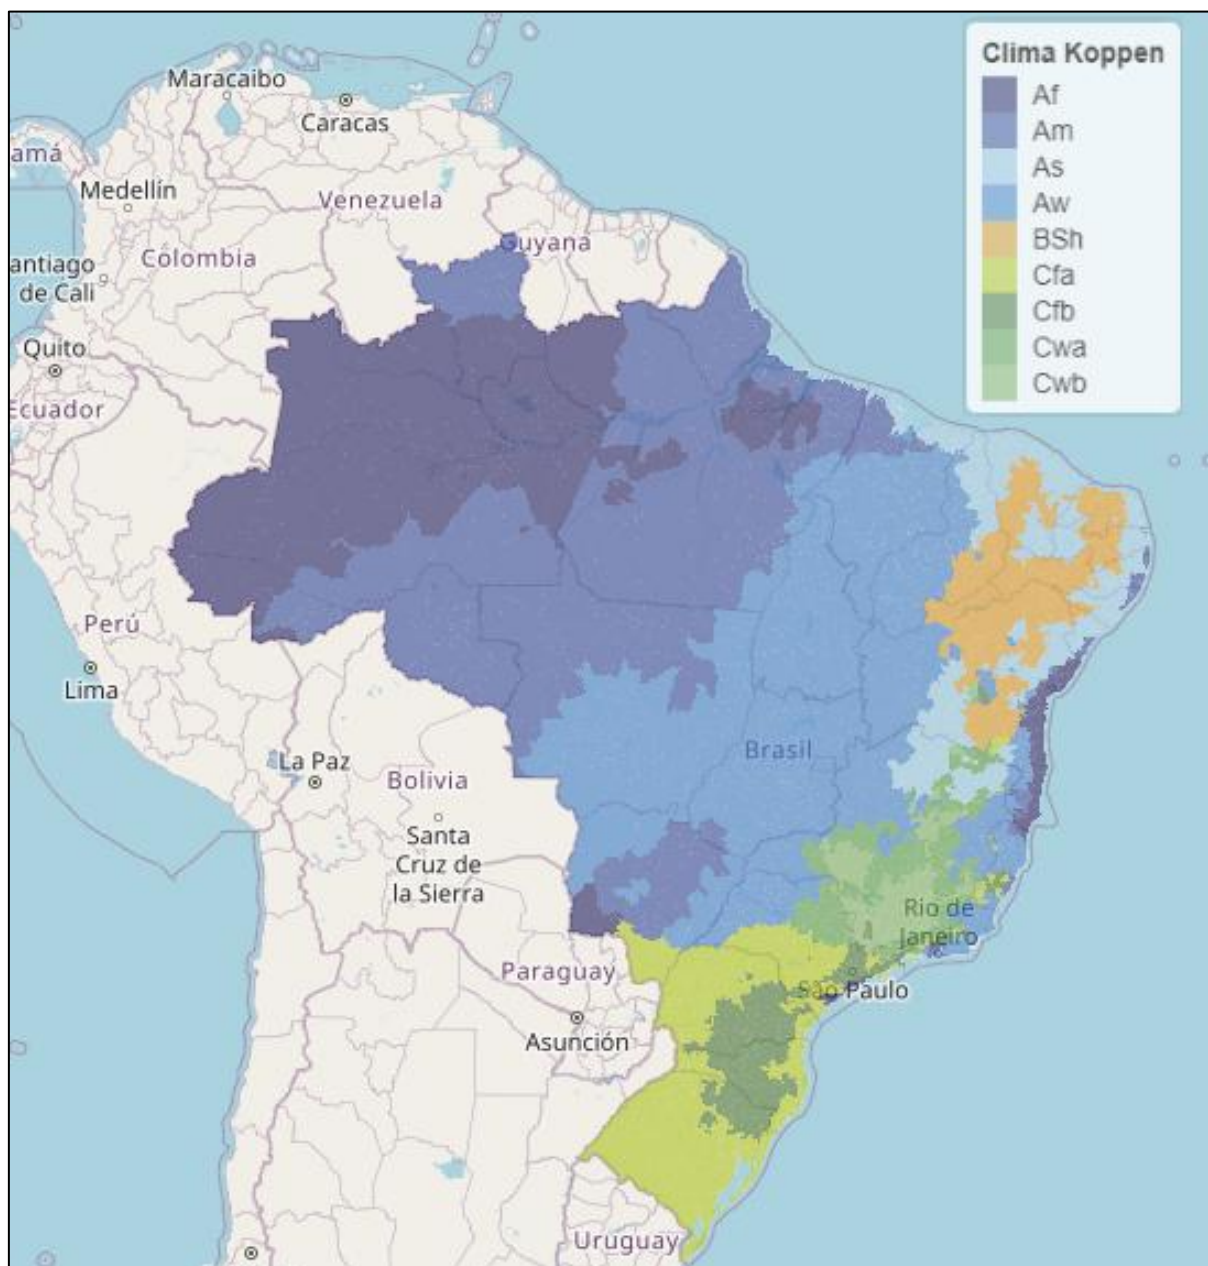 Clima Koppen
Af
Am
As
Aw
BSh
Cfa
Cfb
Cwa
Cwb
Maracaibo
Caracas
amá
Medellín
Venezuela
Guyana
Colombia
antiago
de Cali
Quito
Ecuador
Perú
Lima
La Paz
Bolivia
Brasil
Santa
Cruz de
la Sierra
Rio de
Janeiro
Paraguay
São Paulo
Asunción
Uruguay